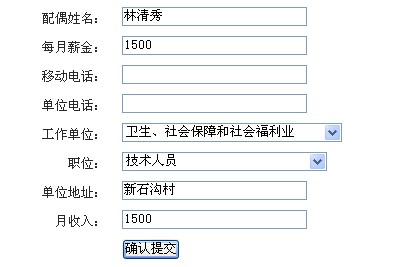 配偶姓名： 林清秀
每月薪金： 1500
移动电话：
单位电话：
工作单位： 卫生、社会保障和社会福利业
职位： 技术人员
单位地址： 新石沟村
月收入： 1500
确认提交